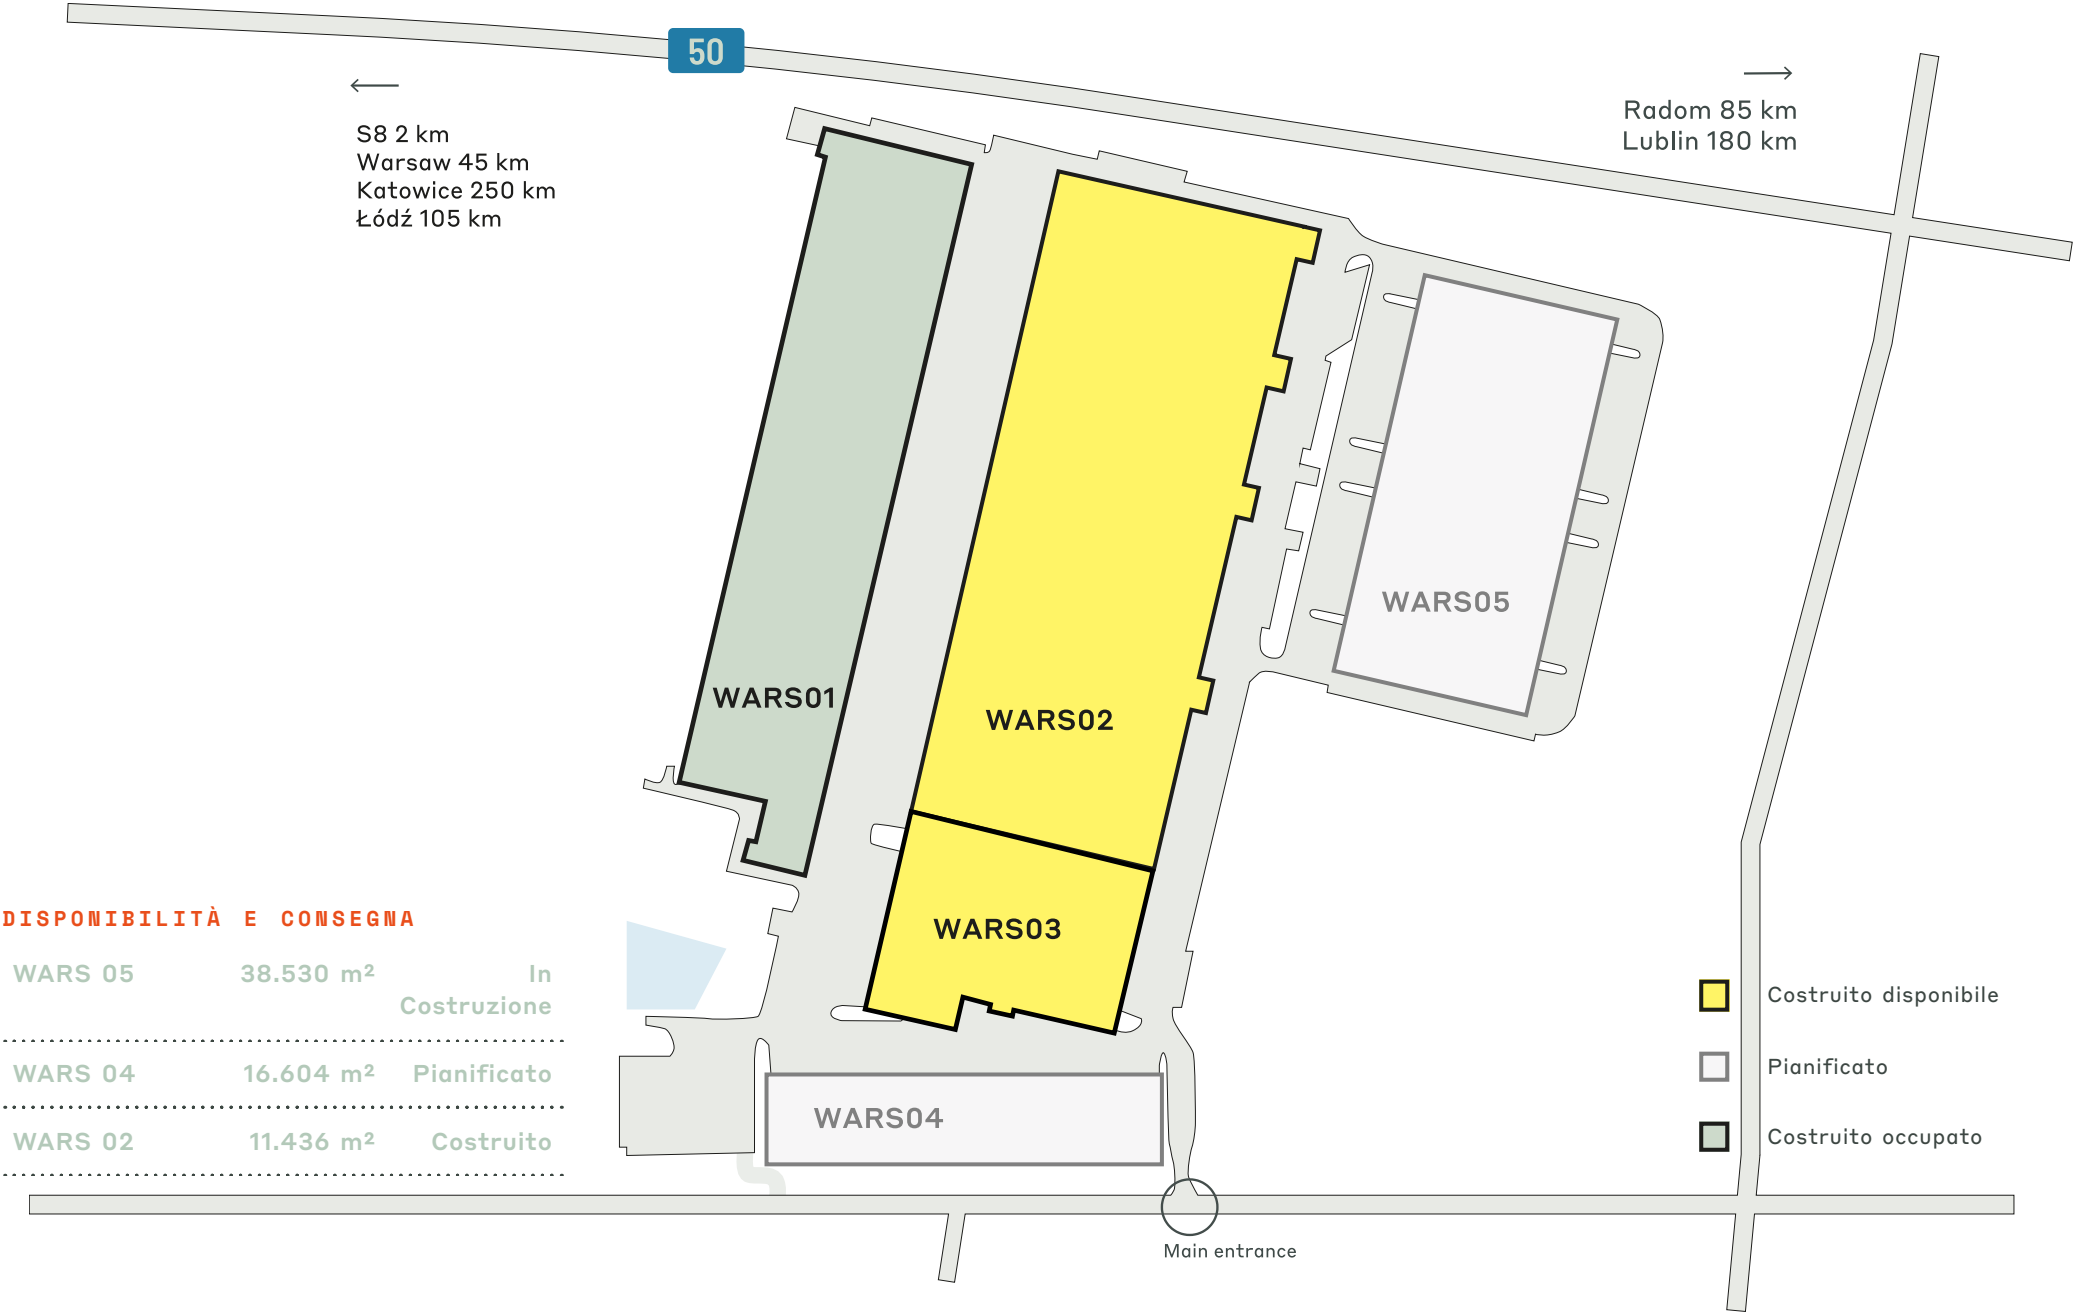 50
S8 2 km
Warsaw 45 km
Katowice 250 km
Łódź 105 km
Radom 85 km
Lublin 180 km
WARS05
WARS01
WARS02
WARS03
WARS04
DISPONIBILITÀ E CONSEGNA
WARS 05 38.530 m² In
Costruzione
WARS 04 16.604 m² Pianificato
WARS 02 11.436 m² Costruito
Costruito disponibile
Pianificato
Costruito occupato
Main entrance